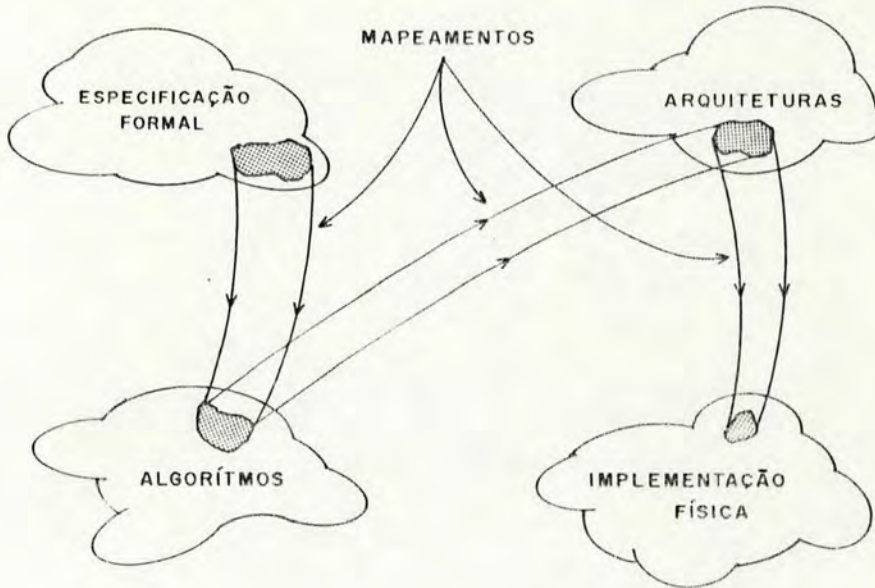 MAPEAMENTOS
ESPECIFICAÇÃO
FORMAL
ARQUITETURAS
ALGORÍTMOS
IMPLEMENTAÇÃO
FÍSICA